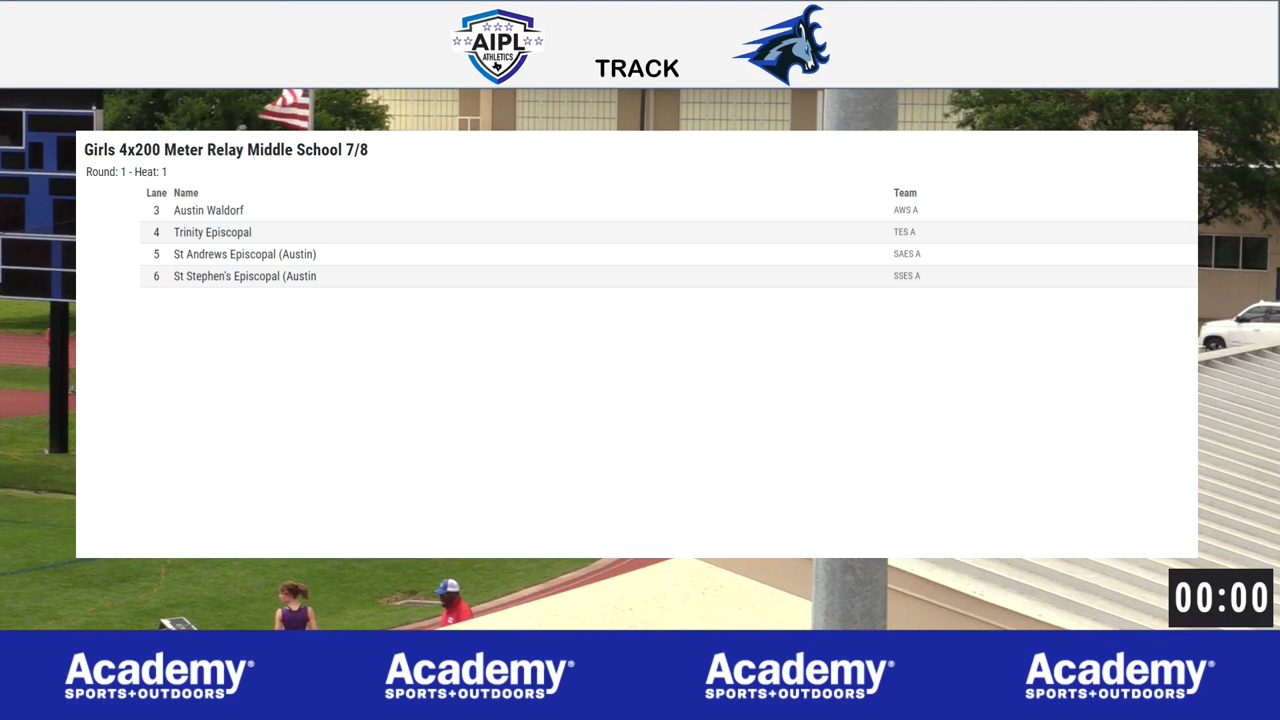 AIPL
ATHLETICS
TRACK
Girls 4x200 Meter Relay Middle School 7/8
Round: 1 - Heat: 1
Lane Name Team
3 Austin Waldorf AWS A
4 Trinity Episcopal TES A
5 St Andrews Episcopal (Austin) SAES A
6 St Stephen's Episcopal (Austin SSES A
00:00
Academy® Academy® Academy® Academy®
SPORTS+OUTDOORS SPORTS+OUTDOORS SPORTS+OUTDOORS SPORTS+OUTDOORS